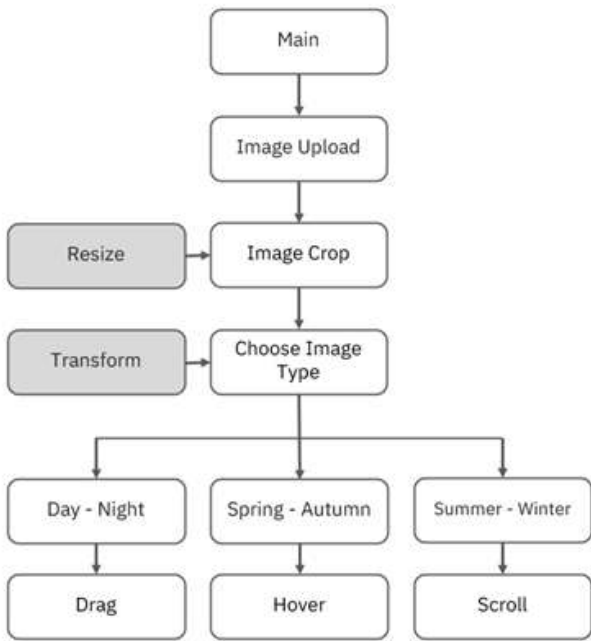 Main
Image Upload
Resize
Image Crop
Transform
Choose Image
Type
Day - Night
Spring - Autumn
Summer - Winter
Drag
Hover
Scroll